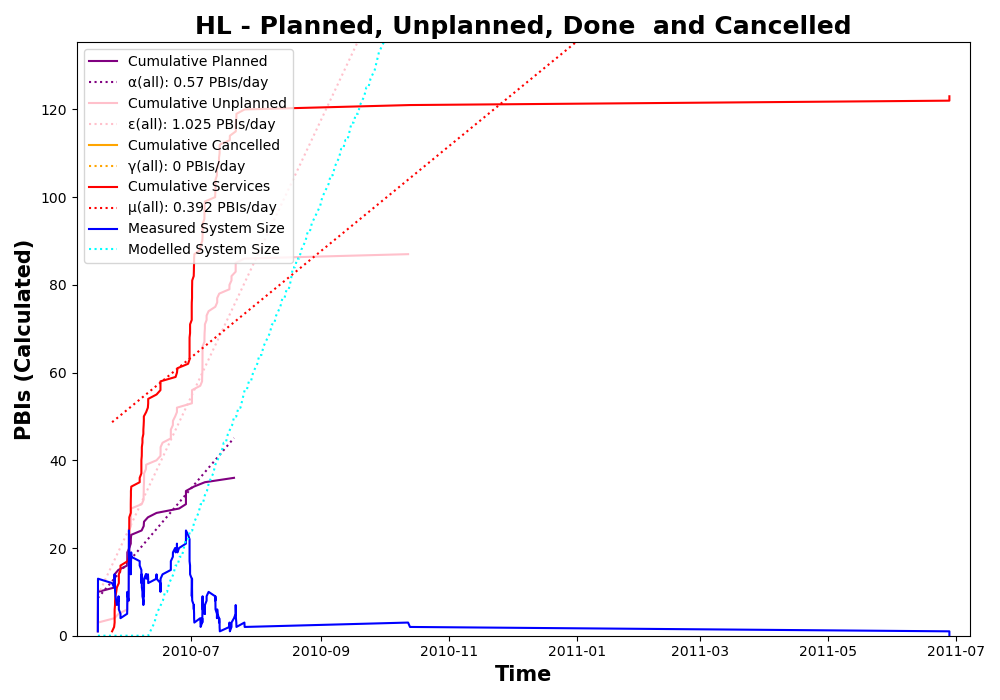 HL - Planned, Unplanned, Done  and Cancelled
Cumulative Planned
α(all): 0.57 PBIs/day
Cumulative Unplanned
ε(all): 1.025 PBIs/day
Cumulative Cancelled
γ(all): 0 PBIs/day
Cumulative Services
μ(all): 0.392 PBIs/day
Measured System Size
Modelled System Size
PBIs (Calculated)
120
100
80
60
40
20
0
2010-07
2010-09
2010-11
2011-01
2011-03
2011-05
2011-07
Time